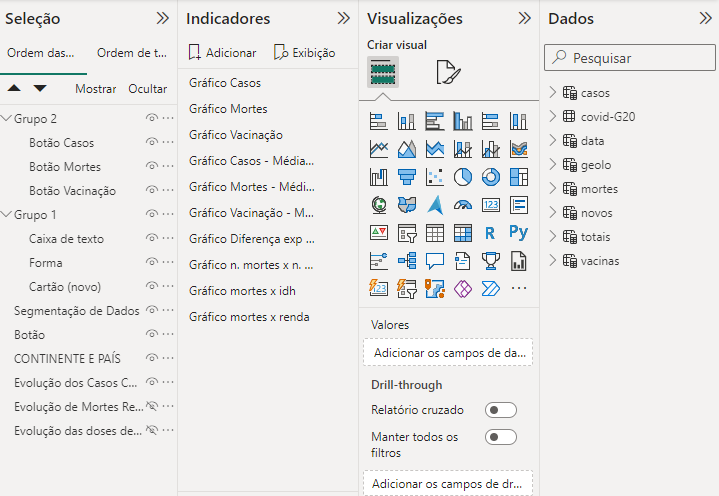 Seleção
Ordem das...
Ordem de t...
Mostrar
Ocultar
Grupo 2
Botão Casos
Botão Mortes
Botão Vacinação
Grupo 1
Caixa de texto
Forma
Cartão (novo)
Segmentação de Dados
Botão
CONTINENTE E PAÍS
Evolução dos Casos C...
Evolução de Mortes Re...
Evolução das doses de...
Indicadores
Adicionar
Exibição
Gráfico Casos
Gráfico Mortes
Gráfico Vacinação
Gráfico Casos - Média...
Gráfico Mortes - Médi...
Gráfico Vacinação - M...
Gráfico Diferença exp ...
Gráfico n. mortes x n. ...
Gráfico mortes x idh
Gráfico mortes x renda
Visualizações
Criar visual
123
R
Py
123
...
Valores
Adicionar os campos de da...
Drill-through
Relatório cruzado
Manter todos os
filtros
Adicionar os campos de dr...
Dados
Pesquisar
casos
covid-G20
data
geolo
mortes
novos
totais
vacinas